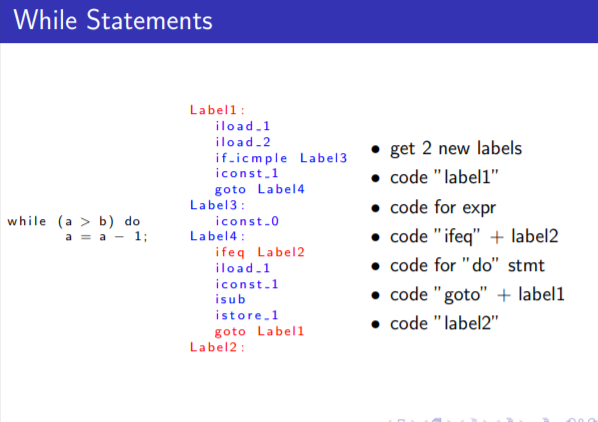 While Statements
while (a > b) do
a = a - 1;
Label1:
iload_1
iload_2
if_icmple Label3
iconst_1
goto Label4
Label3:
iconst_0
Label4:
ifeq Label2
iload_1
iconst_1
isub
istore_1
goto Label1
Label2:
• get 2 new labels
• code "label1"
• code for expr
• code "ifeq" + label2
• code for "do" stmt
• code "goto" + label1
• code "label2"